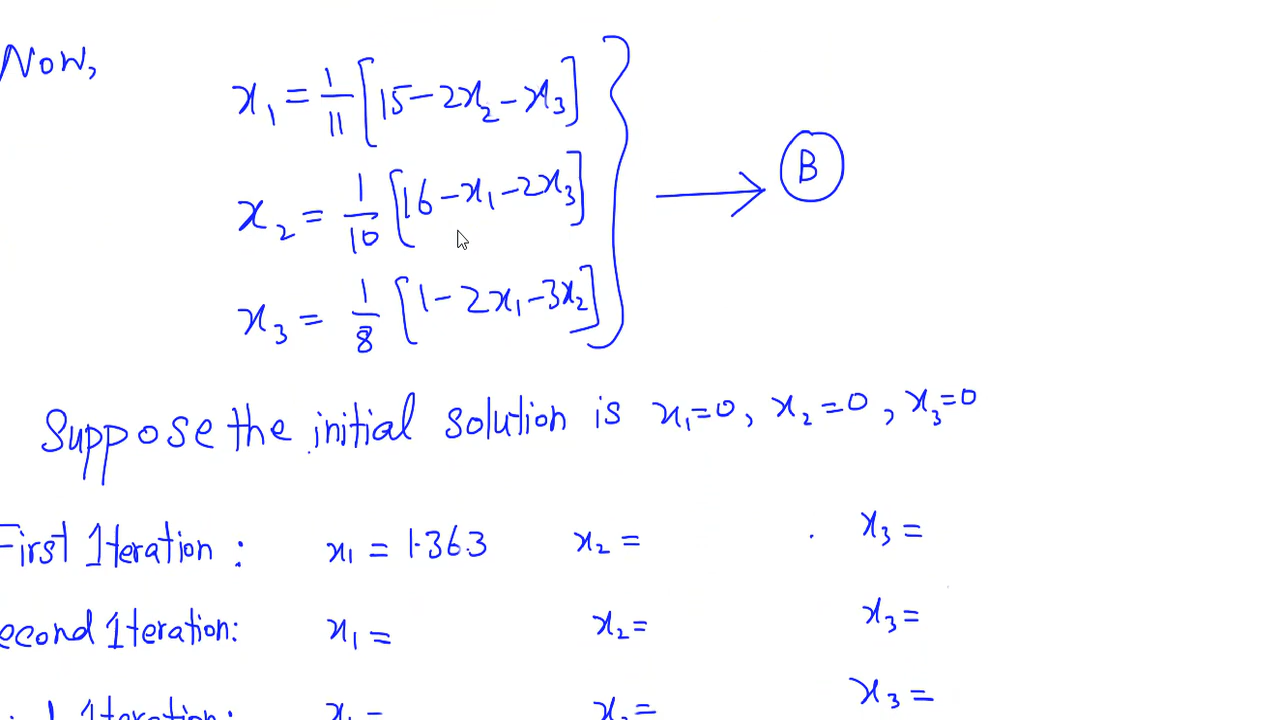 Now,
x₁ = 1/11 [15 - 2x₂ - x₃]
x₂ = 1/10 [16 - x₁ - 2x₃]
x₃ = 1/8 [1 - 2x₁ - 3x₂]
B
Suppose the initial solution is x₁=0, x₂=0, x₃=0
First Iteration : x₁ = 1.363 x₂ = x₃ =
econd Iteration: x₁ = x₂= x₃=
Iteration: x₁ = x₂= x₃ =